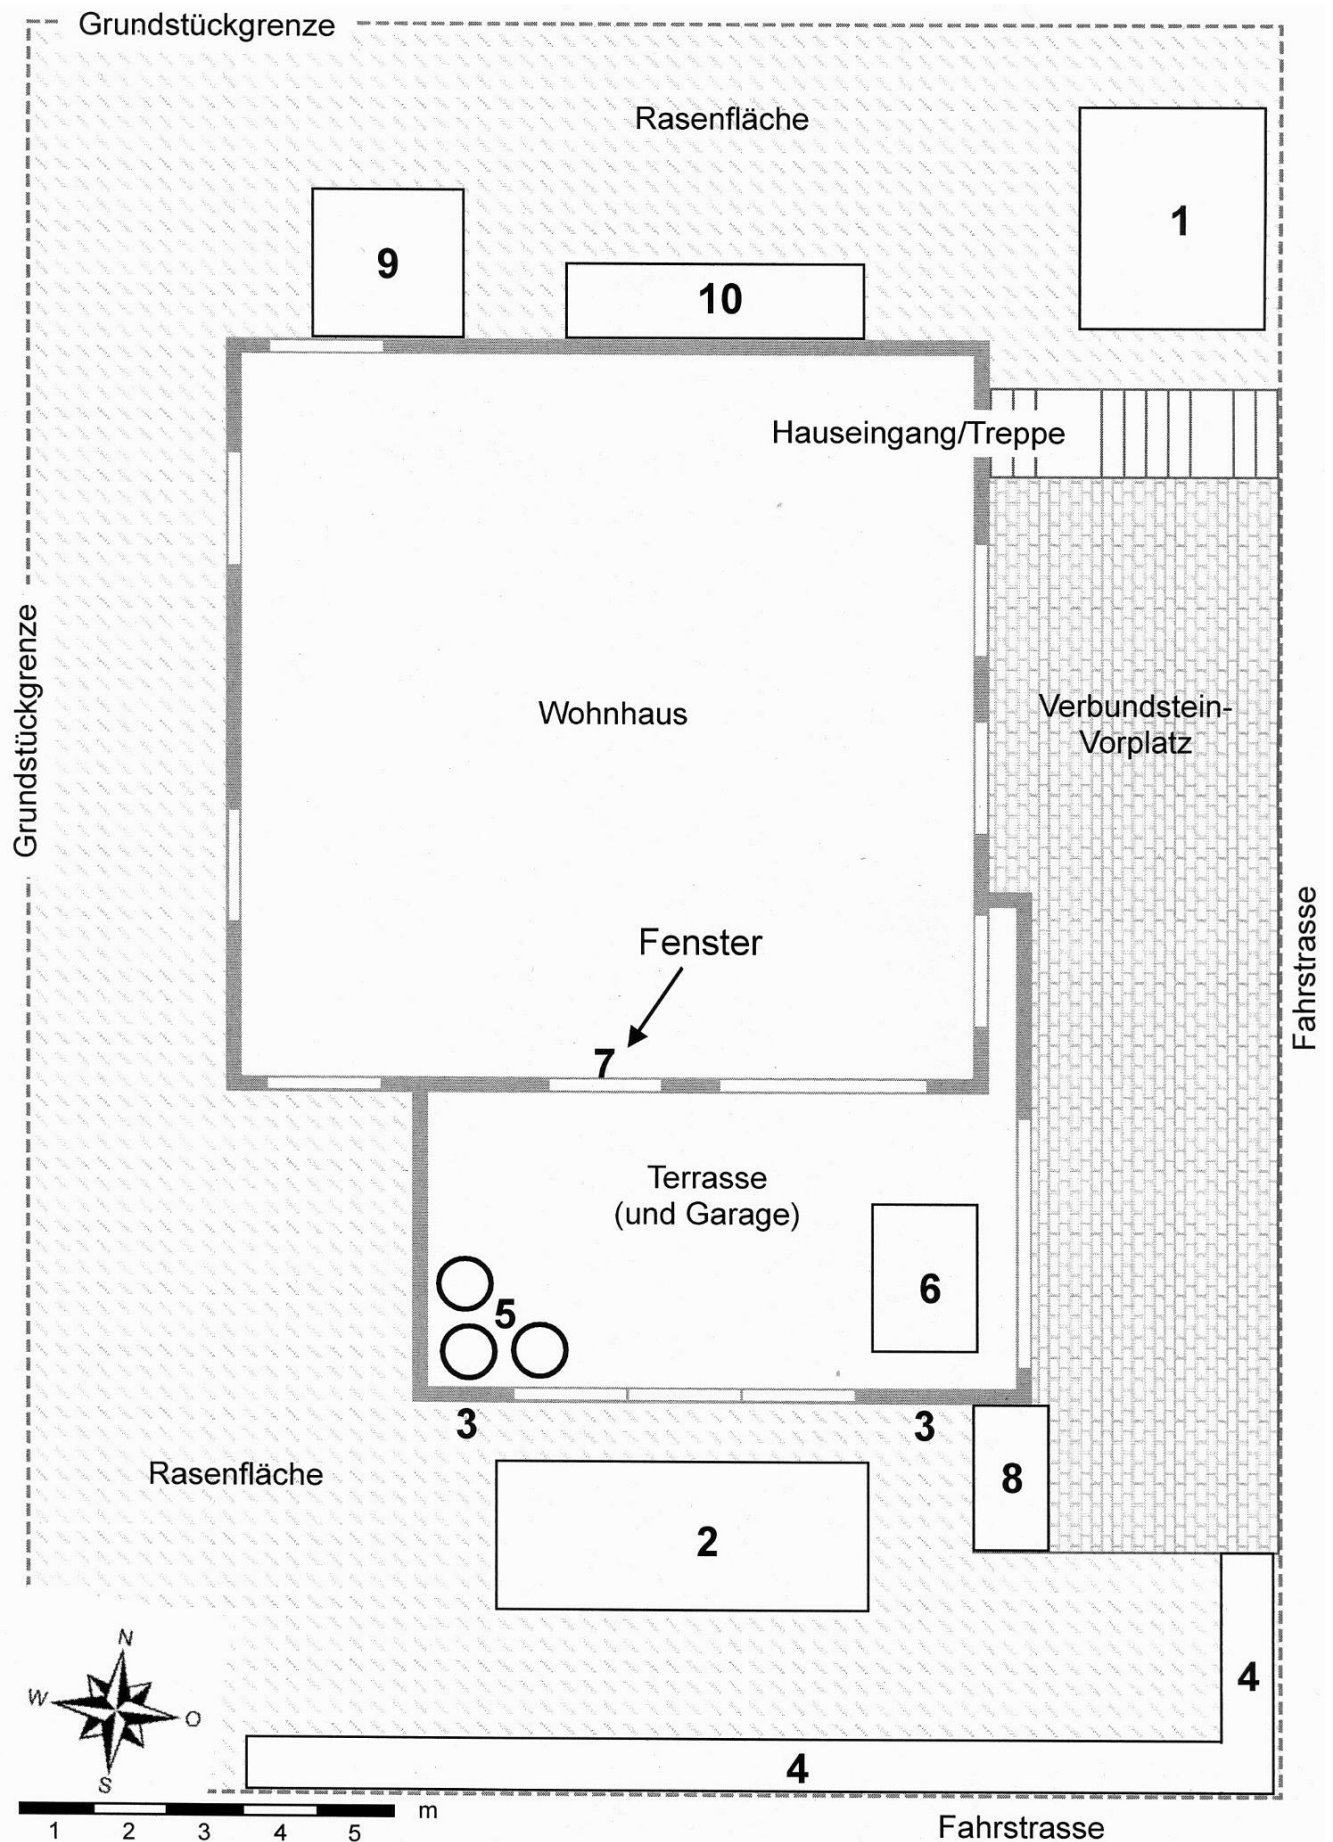 Grundstückgrenze
Rasenfläche
1
9
10
Hauseingang/Treppe
Grundstückgrenze
Wohnhaus
Verbundstein-
Vorplatz
Fenster
7
Fahrstrasse
Terrasse
(und Garage)
5
6
3
3
8
Rasenfläche
2
4
4
N
W
O
S
m
1 2 3 4 5
Fahrstrasse